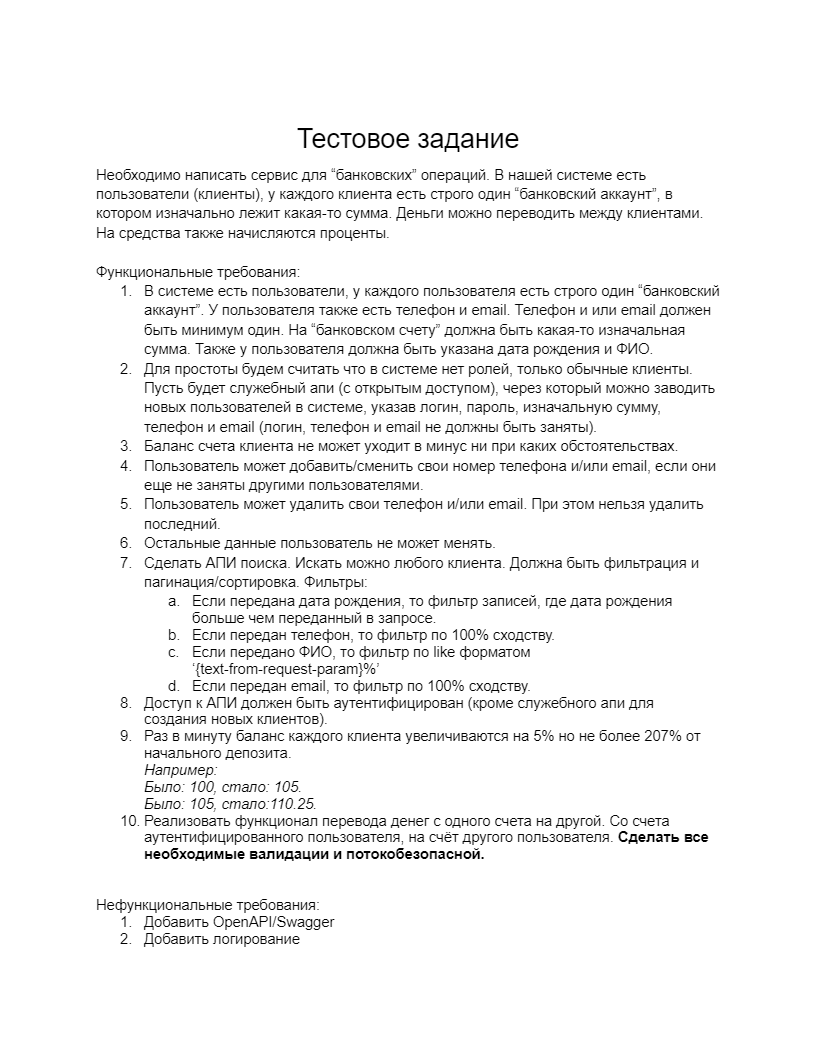 Тестовое задание
Необходимо написать сервис для “банковских” операций. В нашей системе есть
пользователи (клиенты), у каждого клиента есть строго один “банковский аккаунт”, в
котором изначально лежит какая-то сумма. Деньги можно переводить между клиентами.
На средства также начисляются проценты.
Функциональные требования:
1. В системе есть пользователи, у каждого пользователя есть строго один “банковский
аккаунт”. У пользователя также есть телефон и email. Телефон и или email должен
быть минимум один. На “банковском счету” должна быть какая-то изначальная
сумма. Также у пользователя должна быть указана дата рождения и ФИО.
2. Для простоты будем считать что в системе нет ролей, только обычные клиенты.
Пусть будет служебный апи (с открытым доступом), через который можно заводить
новых пользователей в системе, указав логин, пароль, изначальную сумму,
телефон и email (логин, телефон и email не должны быть заняты).
3. Баланс счета клиента не может уходит в минус ни при каких обстоятельствах.
4. Пользователь может добавить/сменить свои номер телефона и/или email, если они
еще не заняты другими пользователями.
5. Пользователь может удалить свои телефон и/или email. При этом нельзя удалить
последний.
6. Остальные данные пользователь не может менять.
7. Сделать АПИ поиска. Искать можно любого клиента. Должна быть фильтрация и
пагинация/сортировка. Фильтры:
a. Если передана дата рождения, то фильтр записей, где дата рождения
больше чем переданный в запросе.
b. Если передан телефон, то фильтр по 100% сходству.
c. Если передано ФИО, то фильтр по like форматом
‘{text-from-request-param}%’
d. Если передан email, то фильтр по 100% сходству.
8. Доступ к АПИ должен быть аутентифицирован (кроме служебного апи для
создания новых клиентов).
9. Раз в минуту баланс каждого клиента увеличиваются на 5% но не более 207% от
начального депозита.
Например:
Было: 100, стало: 105.
Было: 105, стало:110.25.
10. Реализовать функционал перевода денег с одного счета на другой. Со счета
аутентифицированного пользователя, на счёт другого пользователя. Сделать все
необходимые валидации и потокобезопасной.
Нефункциональные требования:
1. Добавить OpenAPI/Swagger
2. Добавить логирование